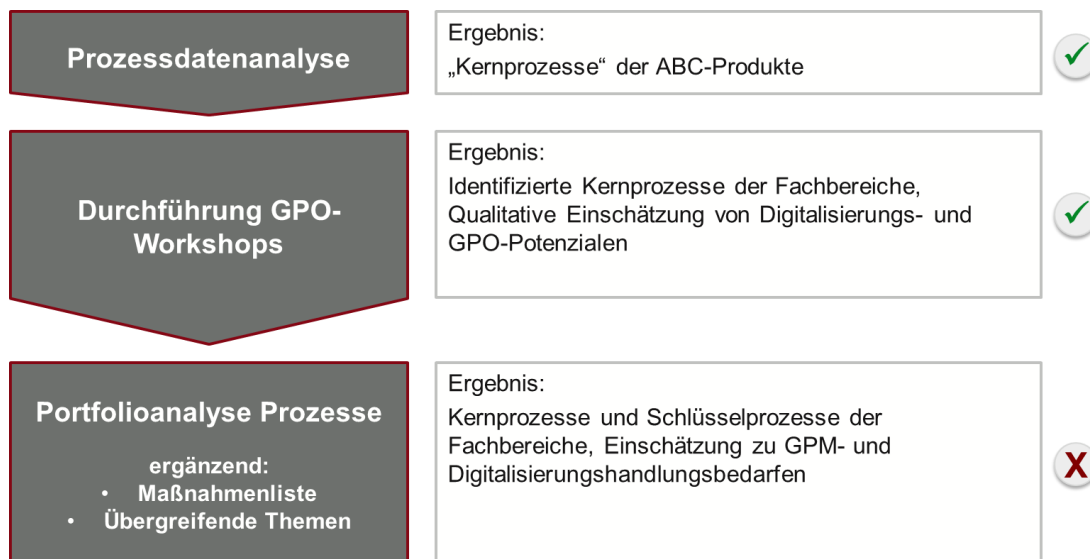 Prozessdatenanalyse
Ergebnis:
„Kernprozesse“ der ABC-Produkte
✓
Durchführung GPO-
Workshops
Ergebnis:
Identifizierte Kernprozesse der Fachbereiche,
Qualitative Einschätzung von Digitalisierungs- und
GPO-Potenzialen
✓
Portfolioanalyse Prozesse
ergänzend:
• Maßnahmenliste
• Übergreifende Themen
Ergebnis:
Kernprozesse und Schlüsselprozesse der
Fachbereiche, Einschätzung zu GPM- und
Digitalisierungshandlungsbedarfen
X